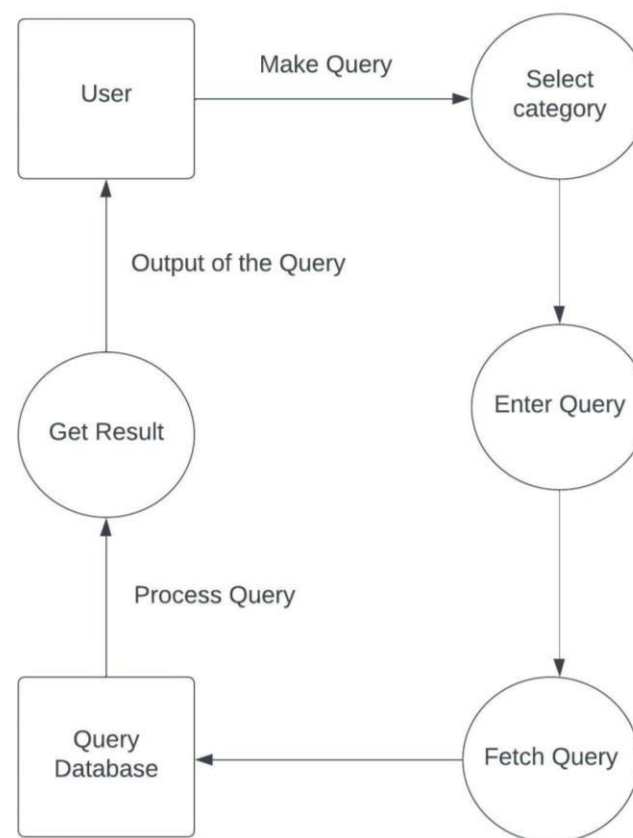 User
Make Query
Select
category
Output of the Query
Enter Query
Get Result
Process Query
Query
Database
Fetch Query